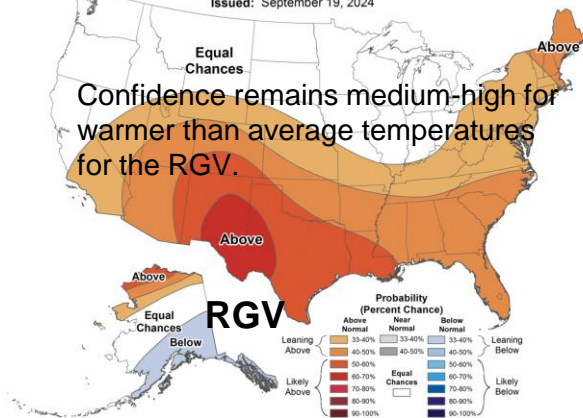 Issued: September 19, 2024
Above
Equal
Chances
Confidence remains medium-high for
warmer than average temperatures
for the RGV.
Above
Above
Equal
Chances
Below
RGV
Probability
(Percent Chance)
Above
Normal
Near
Normal
Below
Normal
Leaning
Above
33-40%
33-40%
33-40%
Leaning
Below
40-50%
40-50%
40-50%
50-60%
50-60%
Likely
Above
60-70%
Equal
Chances
60-70%
Likely
Below
70-80%
70-80%
80-90%
80-90%
90-100%
90-100%